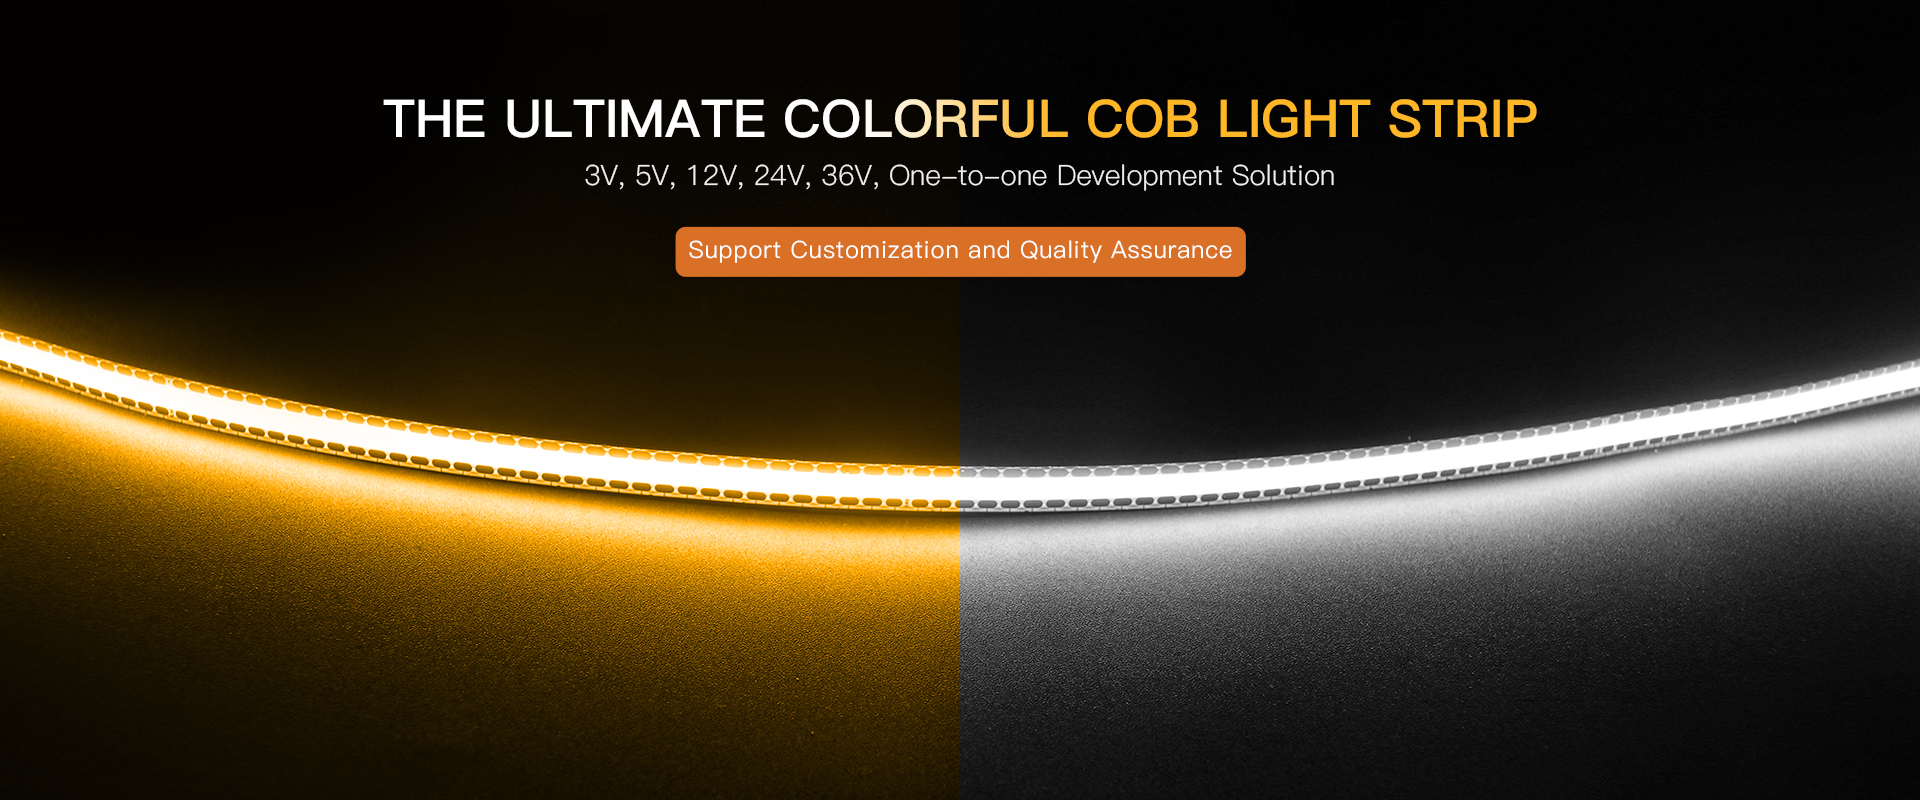 THE ULTIMATE COLORFUL COB LIGHT STRIP
3V, 5V, 12V, 24V, 36V, One-to-one Development Solution
Support Customization and Quality Assurance